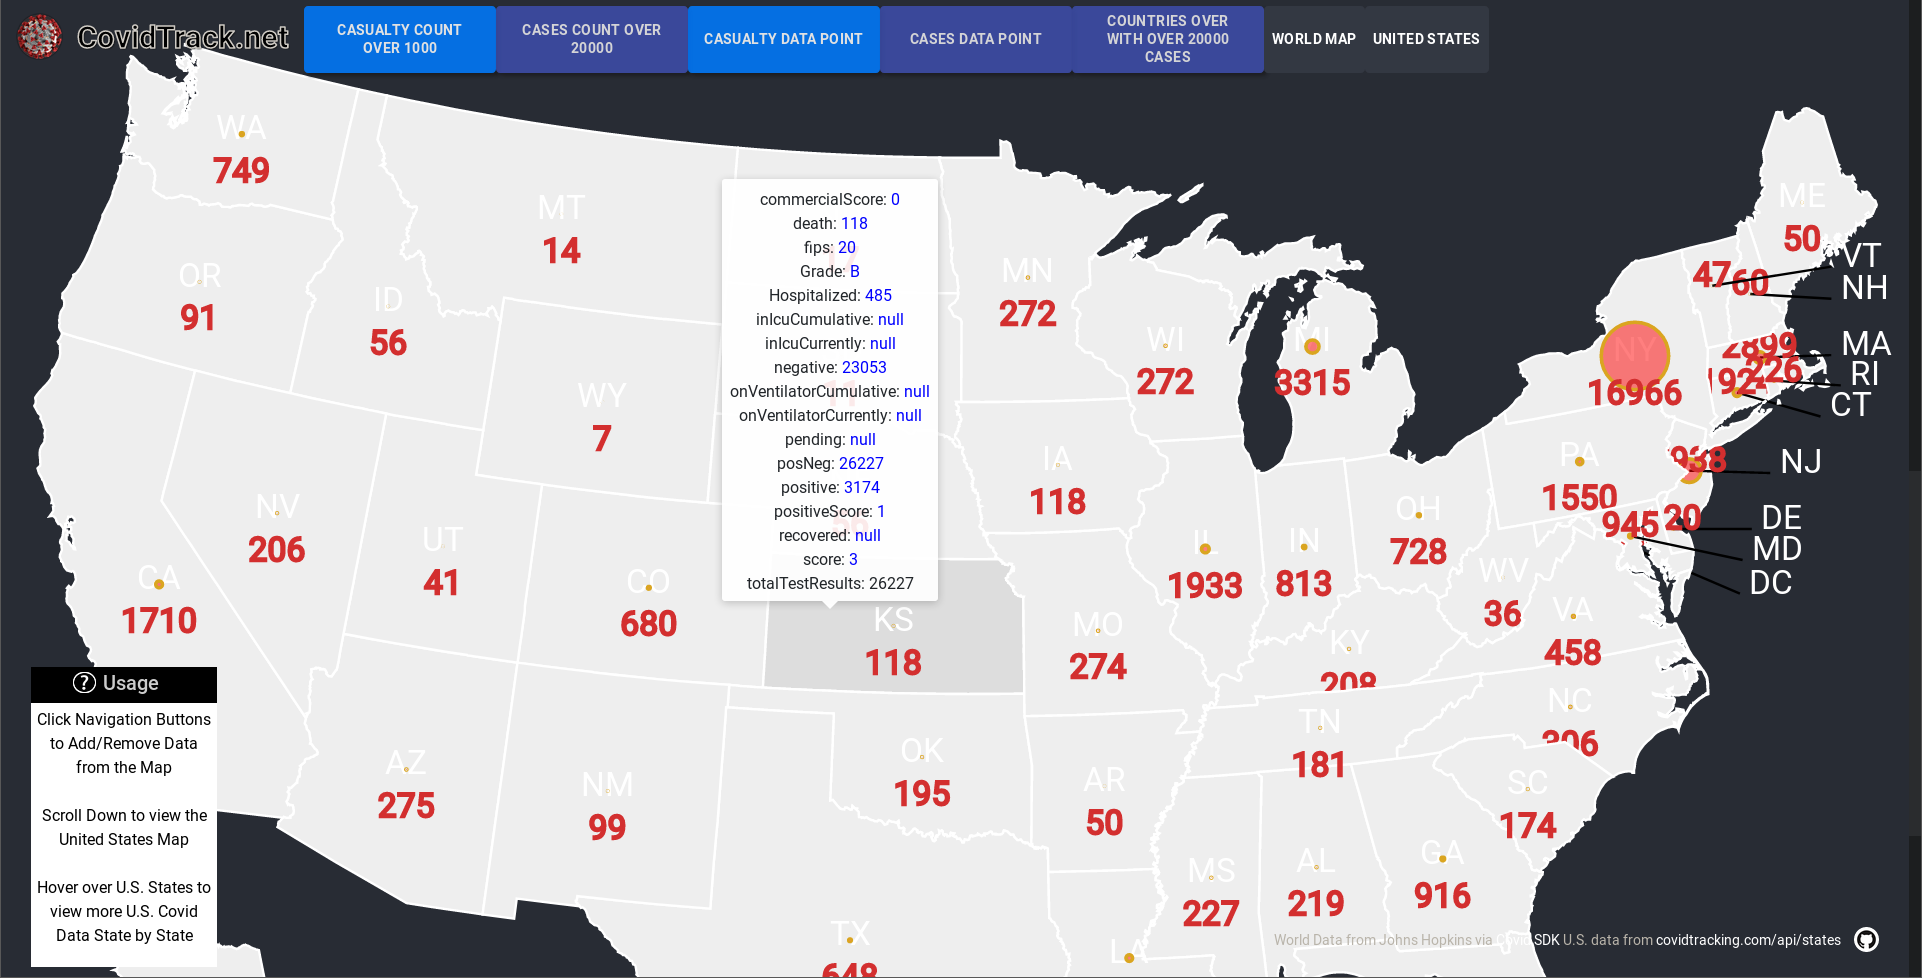 CovidTrack.net
CASUALTY COUNT
OVER 1000
CASES COUNT OVER
20000
CASUALTY DATA POINT
CASES DATA POINT
COUNTRIES OVER
WITH OVER 20000
CASES
WORLD MAP
UNITED STATES
WA
749
MT
14
OR
91
ID
56
WY
7
NV
206
UT
41
CO
680
CA
1710
AZ
275
NM
99
commercialScore: 0
death: 118
fips: 20
Grade: B
Hospitalized: 485
inIcuCumulative: null
inIcuCurrently: null
negative: 23053
onVentilatorCumulative: null
onVentilatorCurrently: null
pending: null
posNeg: 26227
positive: 3174
positiveScore: 1
recovered: null
score: 3
totalTestResults: 26227
KS
118
MN
272
WI
272
MI
3315
IA
118
IL
1933
IN
813
OH
728
MO
274
KY
208
WV
36
VA
458
PA
1550
NY
16966
ME
50
VT
47
NH
60
MA
2899
RI
226
CT
NJ
DE
MD
945
20
DC
NC
306
TN
181
SC
174
OK
195
AR
50
MS
227
AL
219
GA
916
TX
648
LA
? Usage
Click Navigation Buttons
to Add/Remove Data
from the Map
Scroll Down to view the
United States Map
Hover over U.S. States to
view more U.S. Covid
Data State by State
World Data from Johns Hopkins via Covid SDK U.S. data from covidtracking.com/api/states